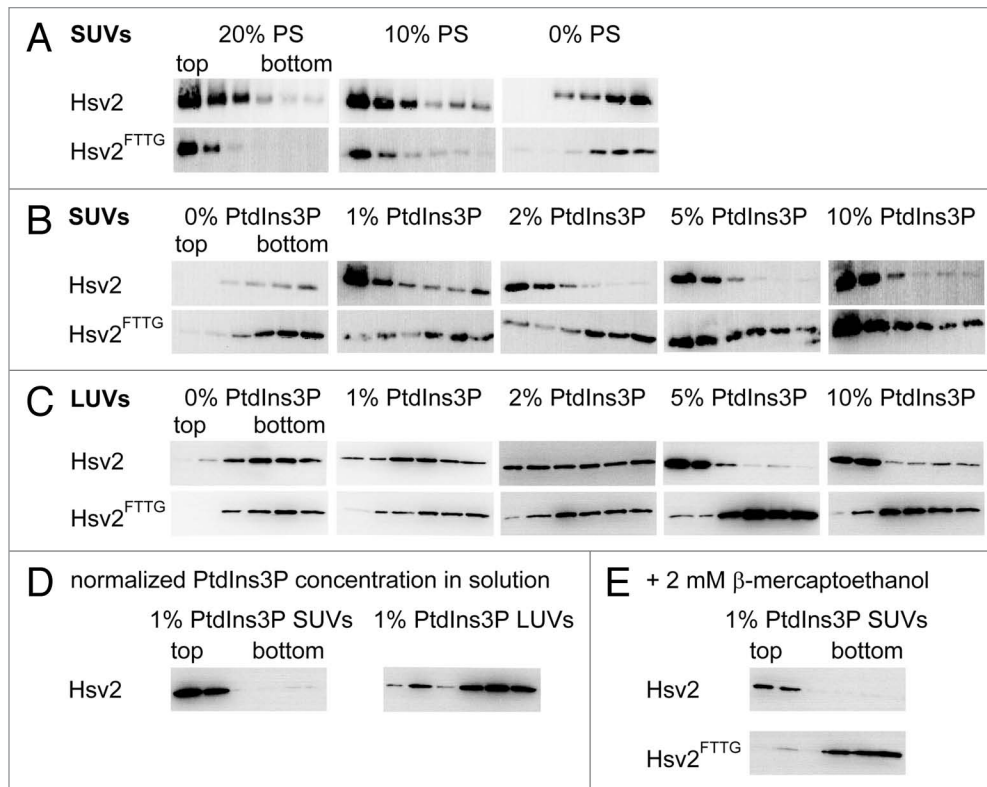 A SUVs 20% PS 10% PS 0% PS
top bottom
Hsv2
Hsv2FTTG
B SUVs 0% PtdIns3P 1% PtdIns3P 2% PtdIns3P 5% PtdIns3P 10% PtdIns3P
top bottom
Hsv2
Hsv2FTTG
C LUVs 0% PtdIns3P 1% PtdIns3P 2% PtdIns3P 5% PtdIns3P 10% PtdIns3P
top bottom
Hsv2
Hsv2FTTG
D normalized PtdIns3P concentration in solution
1% PtdIns3P SUVs 1% PtdIns3P LUVs
top bottom
Hsv2
E + 2 mM β-mercaptoethanol
1% PtdIns3P SUVs
top bottom
Hsv2
Hsv2FTTG